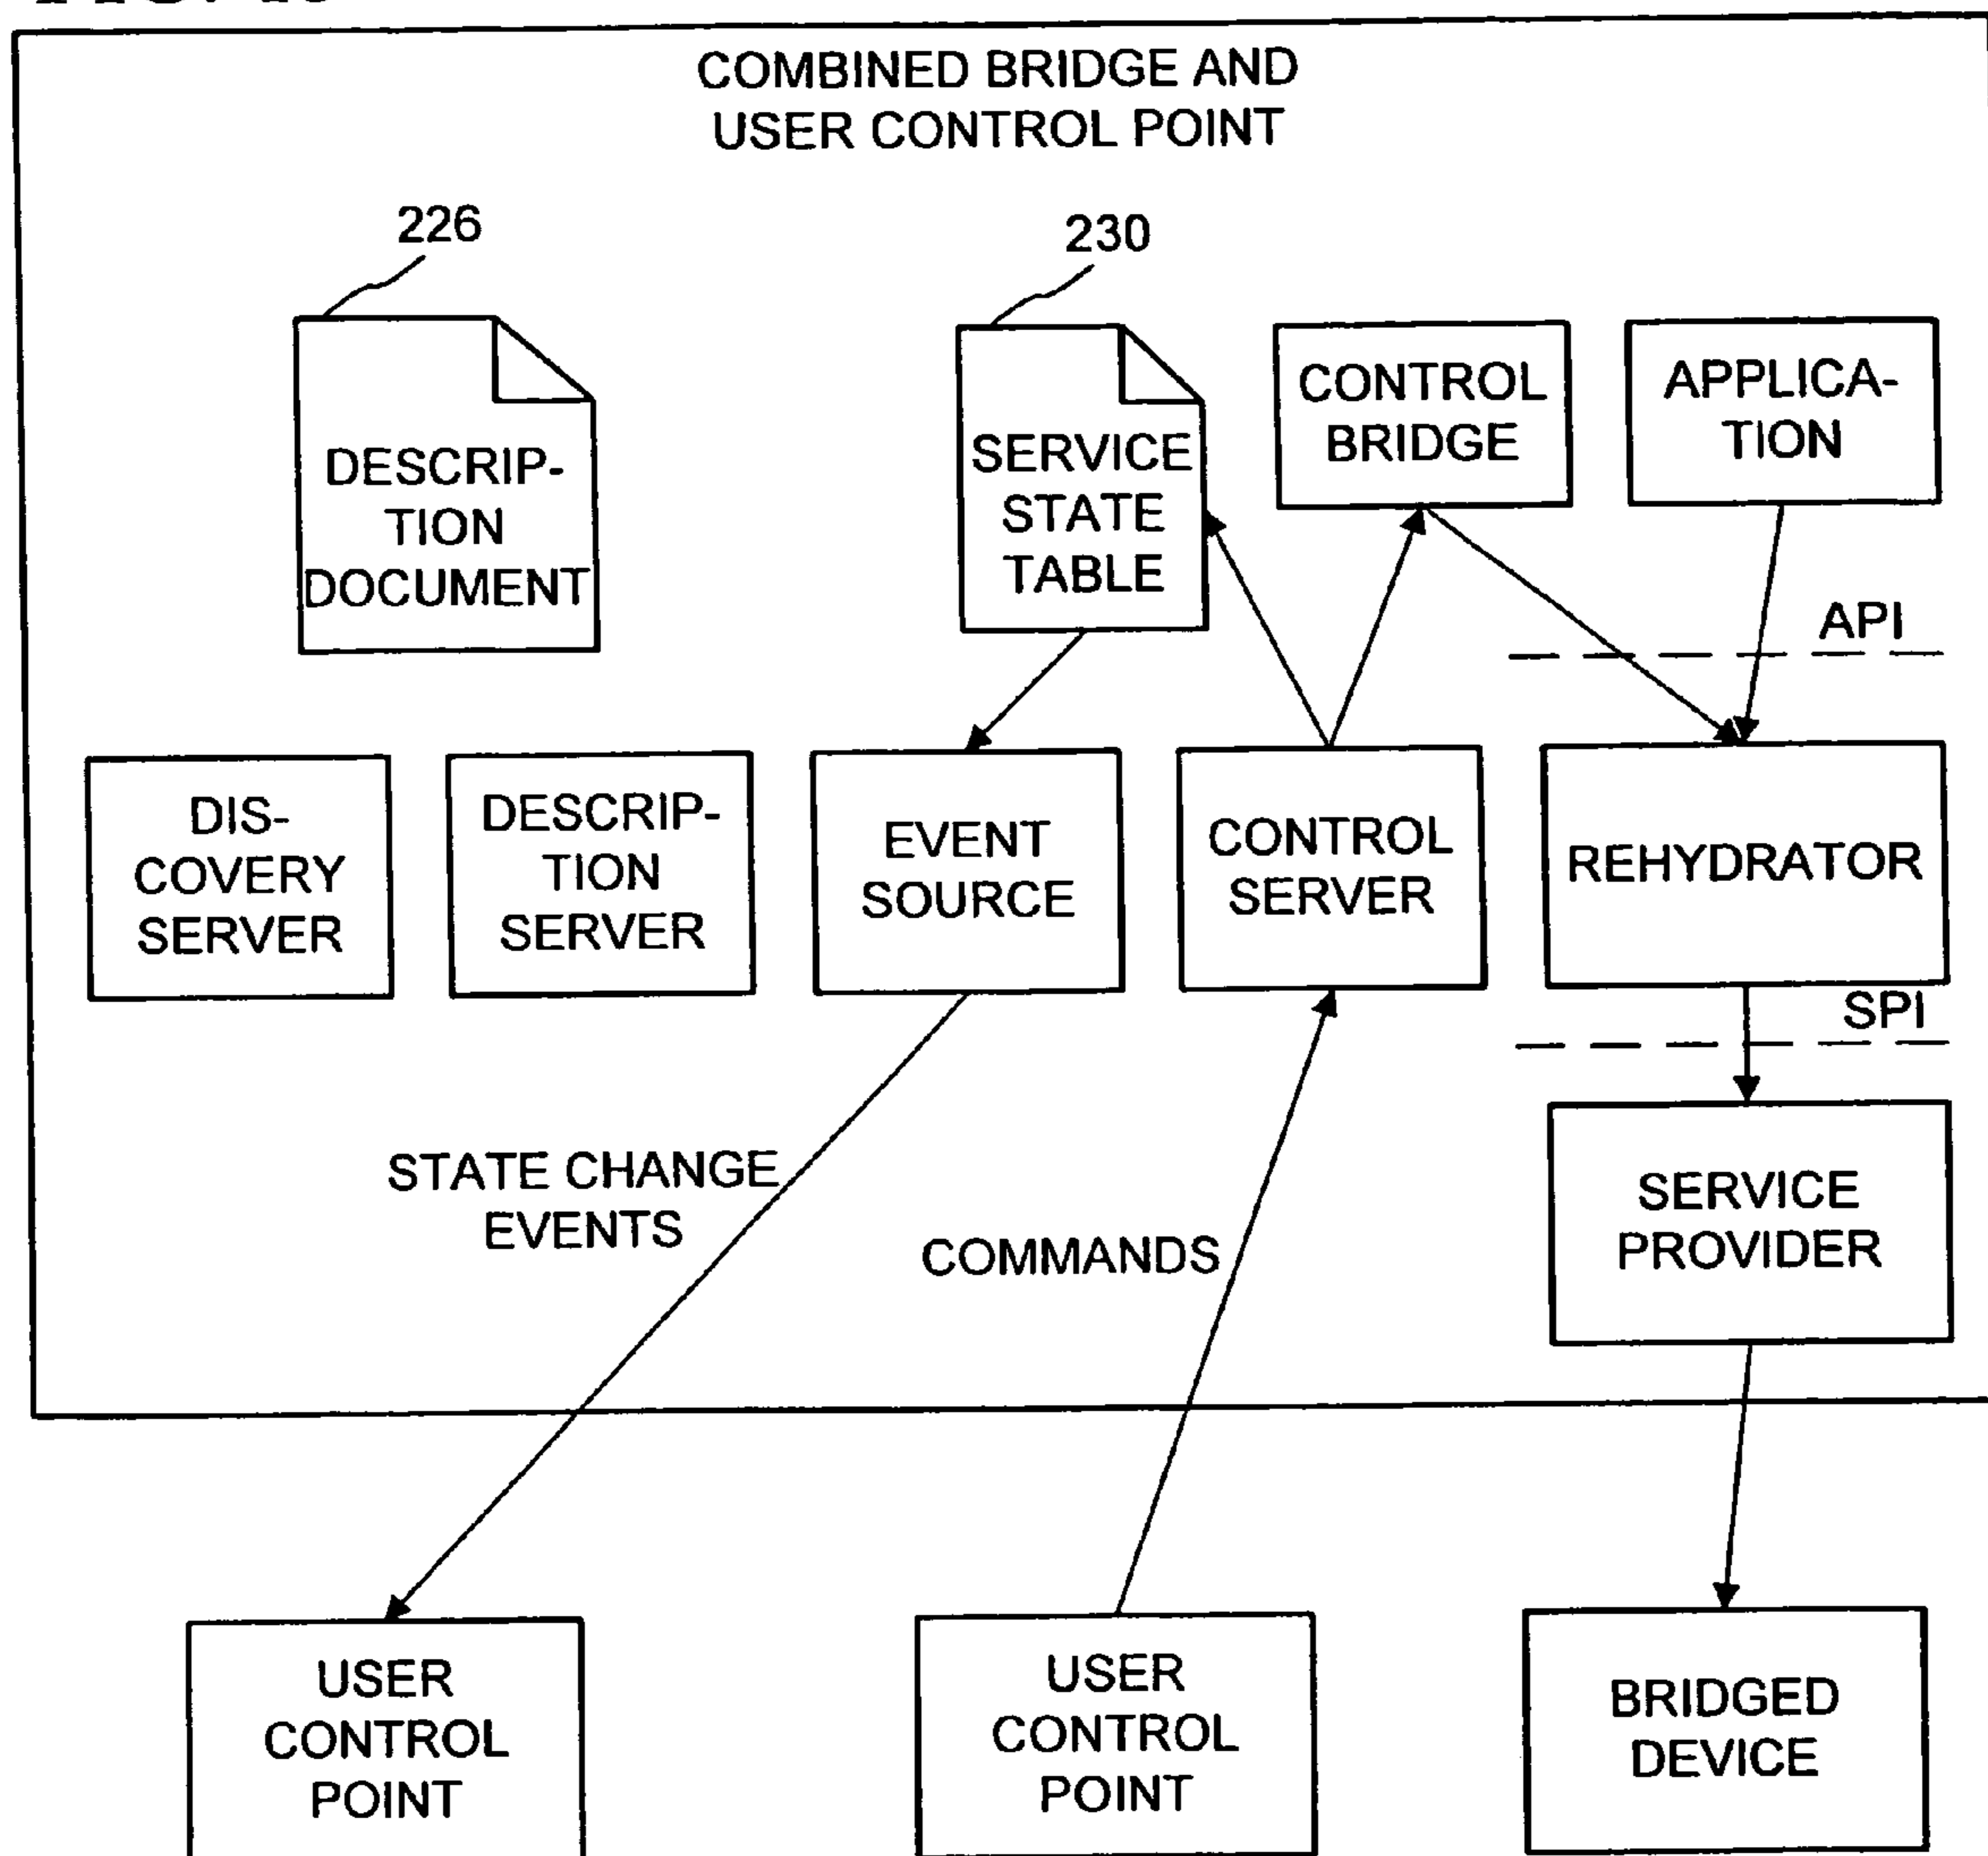 COMBINED BRIDGE AND
USER CONTROL POINT
226
230
DESCRIP-
TION
DOCUMENT
SERVICE
STATE
TABLE
CONTROL
BRIDGE
APPLICA-
TION
API
DIS-
COVERY
SERVER
DESCRIP-
TION
SERVER
EVENT
SOURCE
CONTROL
SERVER
REHYDRATOR
SPI
STATE CHANGE
EVENTS
COMMANDS
SERVICE
PROVIDER
USER
CONTROL
POINT
USER
CONTROL
POINT
BRIDGED
DEVICE